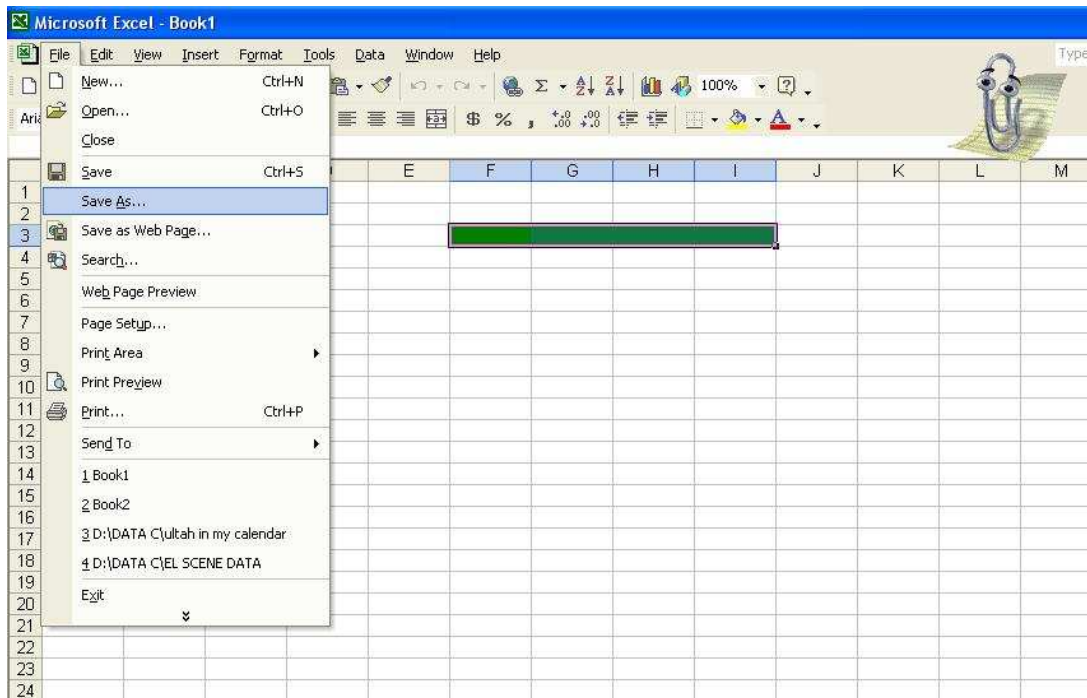 Microsoft Excel - Book1
File Edit View Insert Format Tools Data Window Help
Type
New... Ctrl+N
100%
Open... Ctrl+O
$ % ,
Close
Save Ctrl+S
Save As...
Save as Web Page...
Search...
Web Page Preview
Page Setup...
Print Area
Print Preview
Print... Ctrl+P
Send To
1 Book1
2 Book2
3 D:\DATA C\ultah in my calendar
4 D:\DATA C\EL SCENE DATA
Exit
E F G H I J K L M
1
2
3
4
5
6
7
8
9
10
11
12
13
14
15
16
17
18
19
20
21
22
23
24